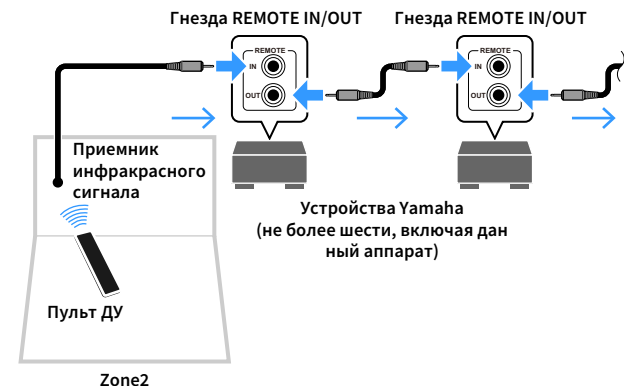 Гнезда REMOTE IN/OUT
Гнезда REMOTE IN/OUT
REMOTE
IN
OUT
REMOTE
IN
OUT
Приемник
инфракрасного
сигнала
Устройства Yamaha
(не более шести, включая дан
ный аппарат)
Пульт ДУ
Zone2